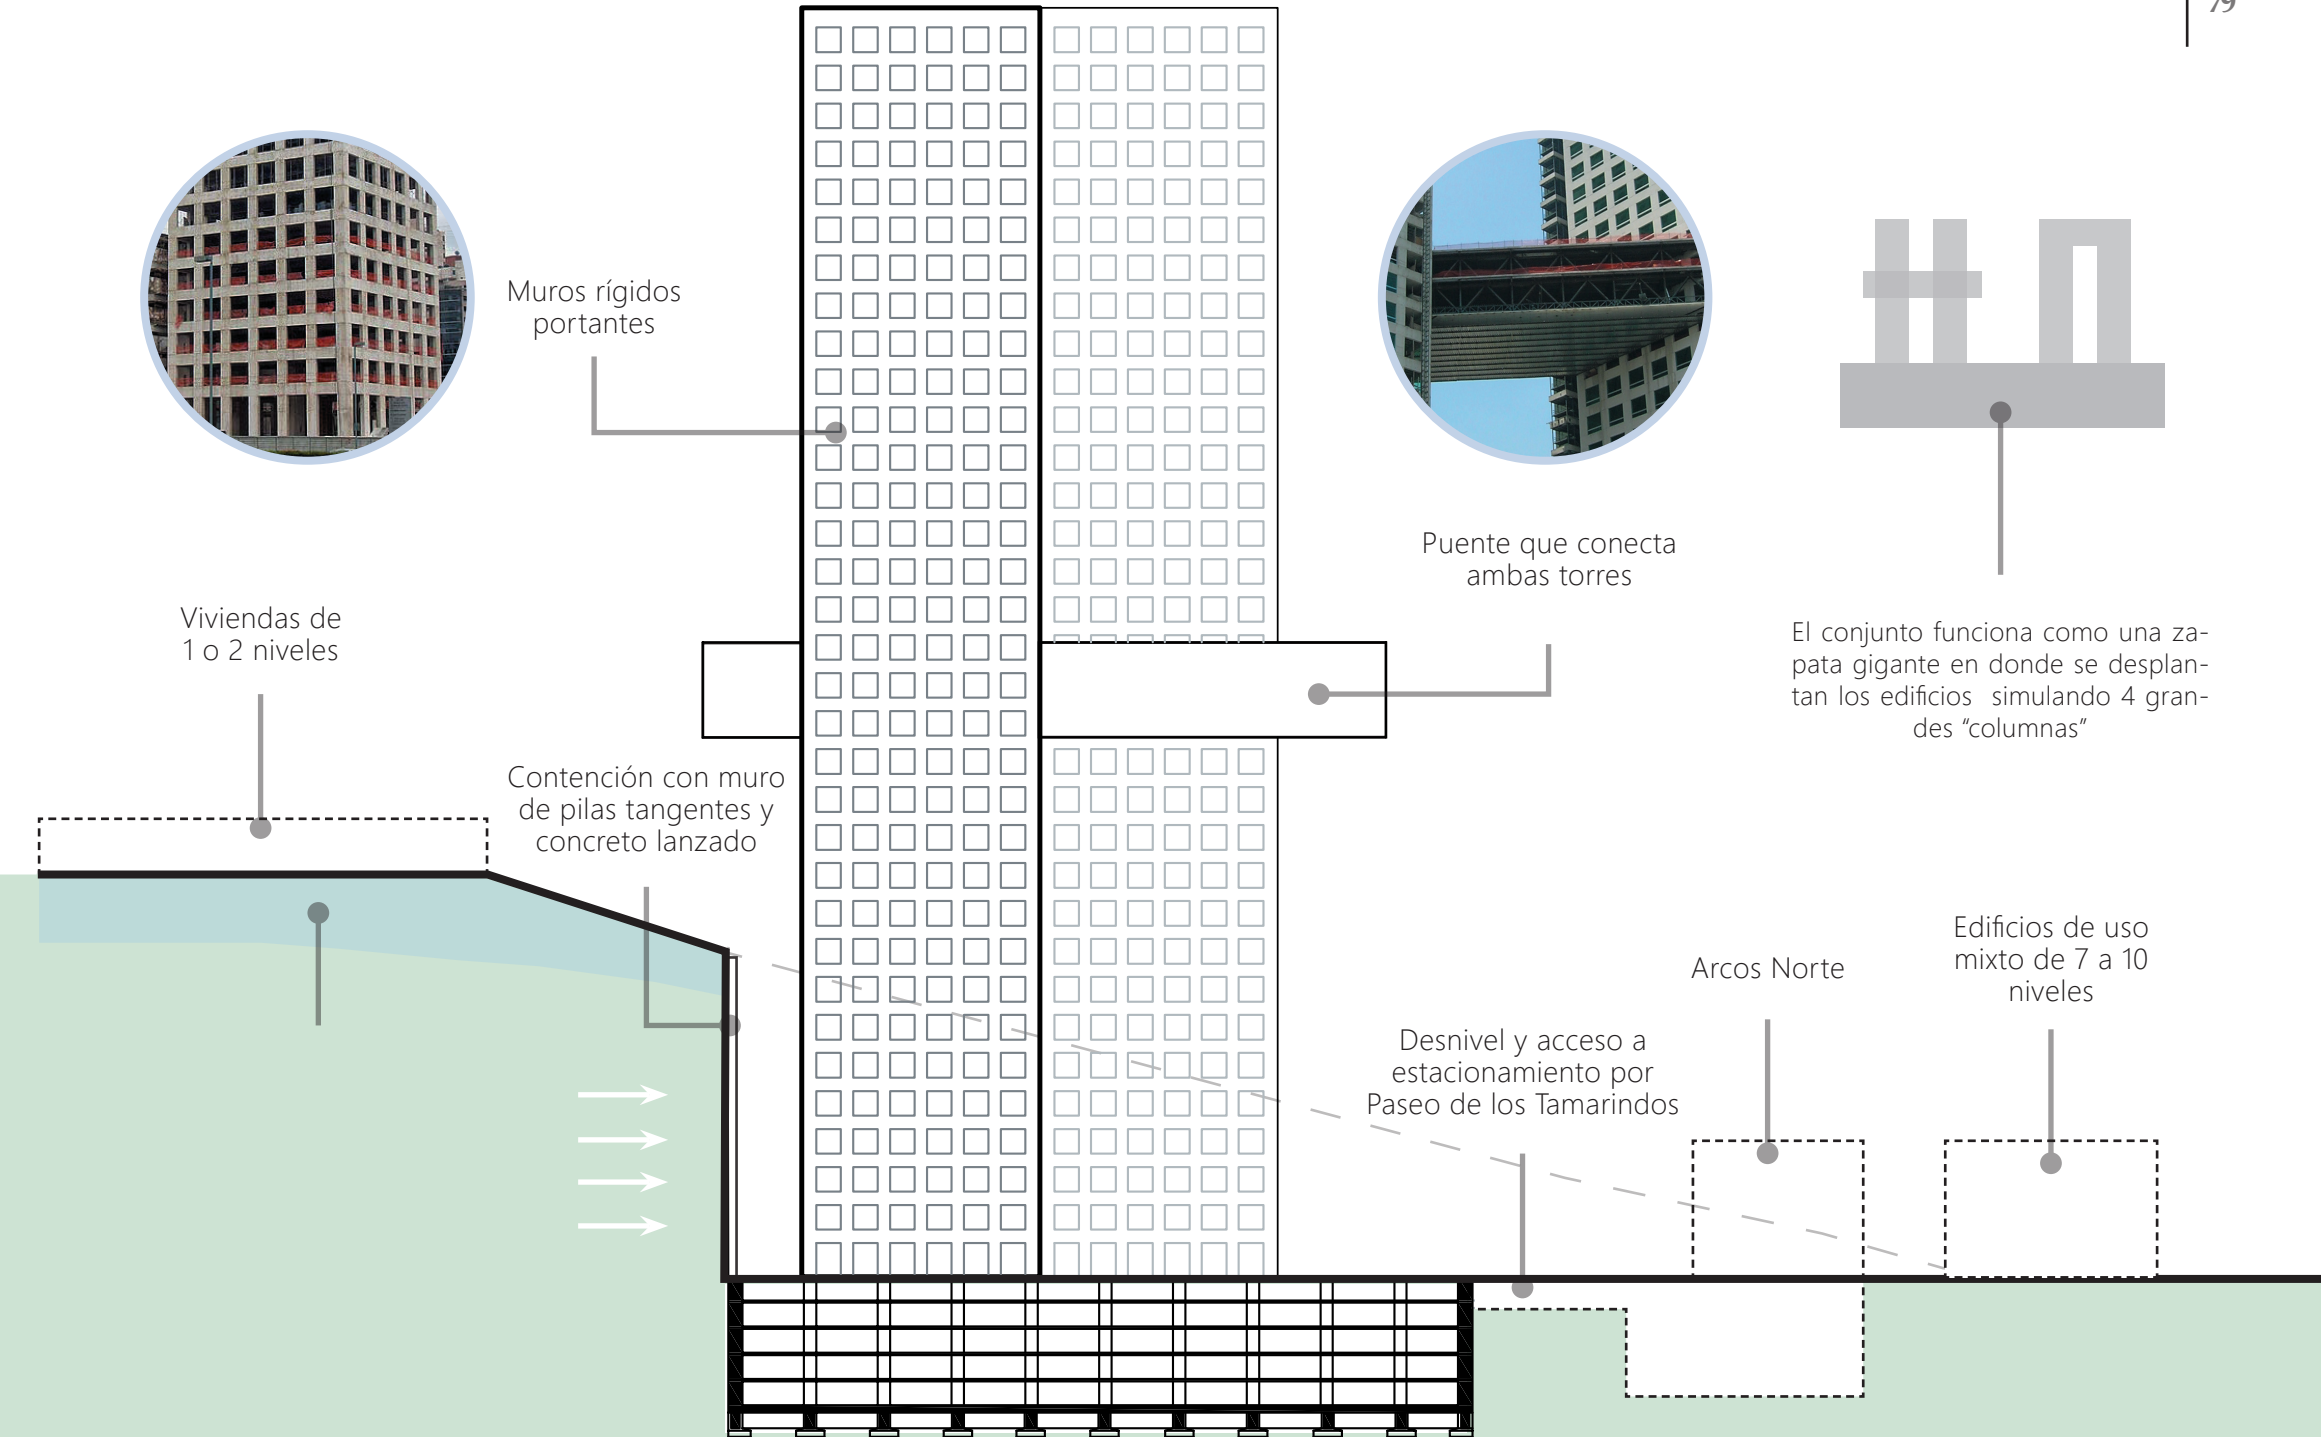 79
Muros rígidos
portantes
Puente que conecta
ambas torres
Viviendas de
1 o 2 niveles
El conjunto funciona como una za-
pata gigante en donde se desplan-
tan los edificios simulando 4 gran-
des “columnas”
Contención con muro
de pilas tangentes y
concreto lanzado
Arcos Norte
Edificios de uso
mixto de 7 a 10
niveles
Desnivel y acceso a
estacionamiento por
Paseo de los Tamarindos